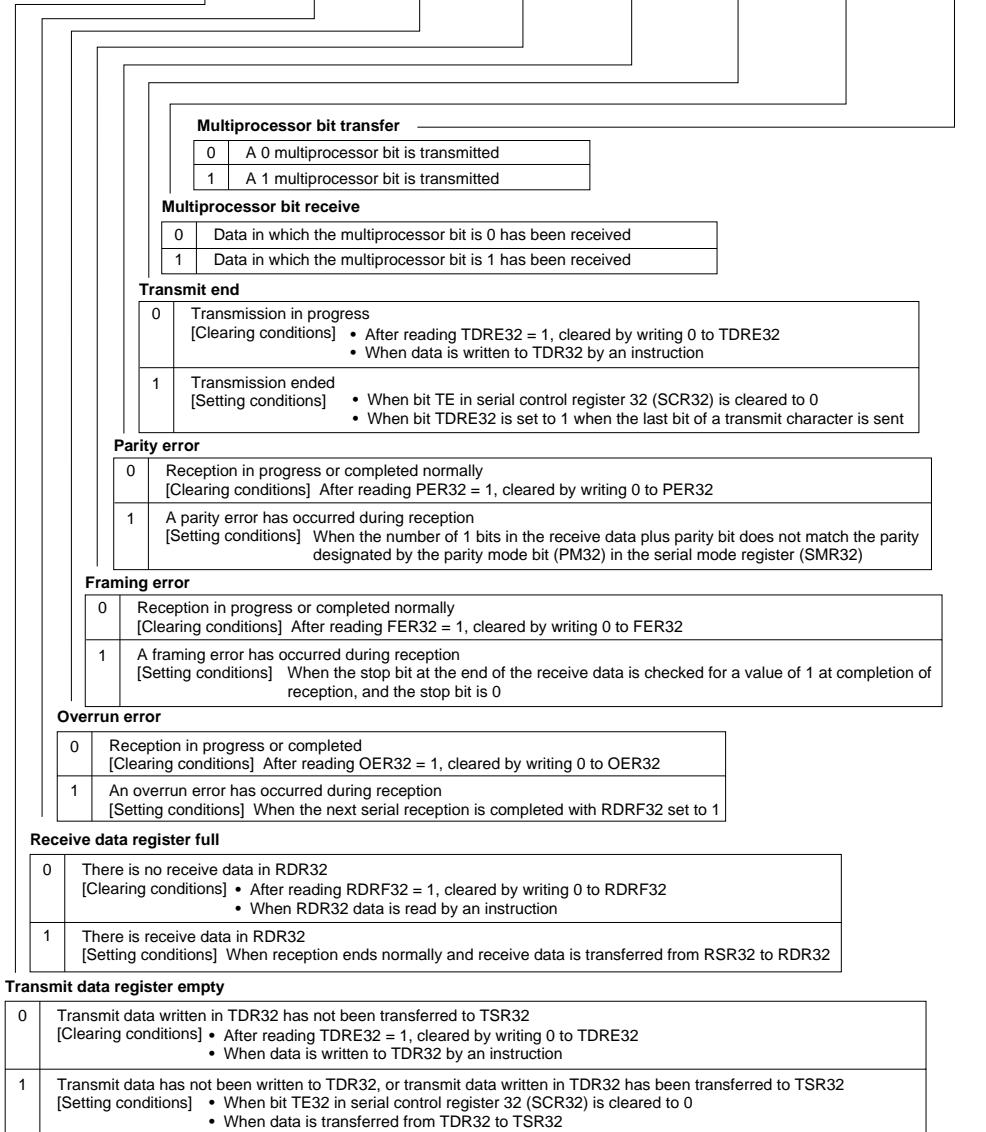 Multiprocessor bit transfer
0 A 0 multiprocessor bit is transmitted
1 A 1 multiprocessor bit is transmitted
Multiprocessor bit receive
0 Data in which the multiprocessor bit is 0 has been received
1 Data in which the multiprocessor bit is 1 has been received
Transmit end
0 Transmission in progress
[Clearing conditions] • After reading TDRE32 = 1, cleared by writing 0 to TDRE32
• When data is written to TDR32 by an instruction
1 Transmission ended
[Setting conditions] • When bit TE in serial control register 32 (SCR32) is cleared to 0
• When bit TDRE32 is set to 1 when the last bit of a transmit character is sent
Parity error
0 Reception in progress or completed normally
[Clearing conditions] After reading PER32 = 1, cleared by writing 0 to PER32
1 A parity error has occurred during reception
[Setting conditions] When the number of 1 bits in the receive data plus parity bit does not match the parity
designated by the parity mode bit (PM32) in the serial mode register (SMR32)
Framing error
0 Reception in progress or completed normally
[Clearing conditions] After reading FER32 = 1, cleared by writing 0 to FER32
1 A framing error has occurred during reception
[Setting conditions] When the stop bit at the end of the receive data is checked for a value of 1 at completion of
reception, and the stop bit is 0
Overrun error
0 Reception in progress or completed
[Clearing conditions] After reading OER32 = 1, cleared by writing 0 to OER32
1 An overrun error has occurred during reception
[Setting conditions] When the next serial reception is completed with RDRF32 set to 1
Receive data register full
0 There is no receive data in RDR32
[Clearing conditions] • After reading RDRF32 = 1, cleared by writing 0 to RDRF32
• When RDR32 data is read by an instruction
1 There is receive data in RDR32
[Setting conditions] When reception ends normally and receive data is transferred from RSR32 to RDR32
Transmit data register empty
0 Transmit data written in TDR32 has not been transferred to TSR32
[Clearing conditions] • After reading TDRE32 = 1, cleared by writing 0 to TDRE32
• When data is written to TDR32 by an instruction
1 Transmit data has not been written to TDR32, or transmit data written in TDR32 has been transferred to TSR32
[Setting conditions] • When bit TE32 in serial control register 32 (SCR32) is cleared to 0
• When data is transferred from TDR32 to TSR32